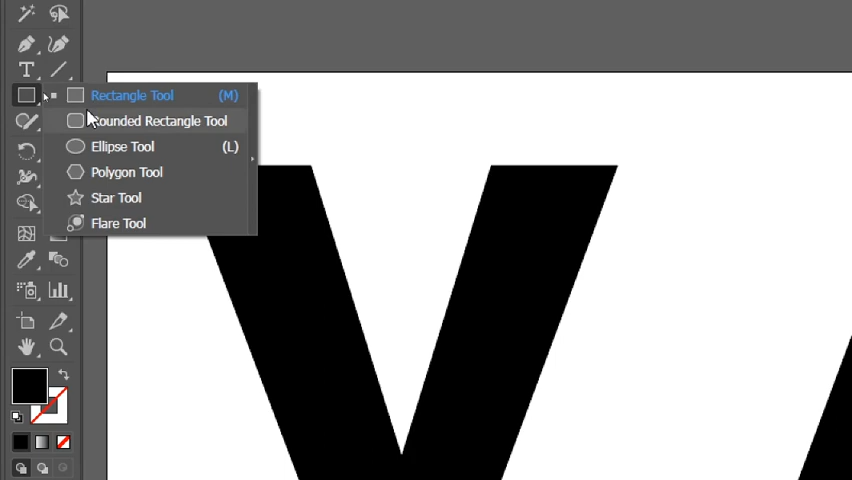 Rectangle Tool (M)
Rounded Rectangle Tool
Ellipse Tool (L)
Polygon Tool
Star Tool
Flare Tool
V